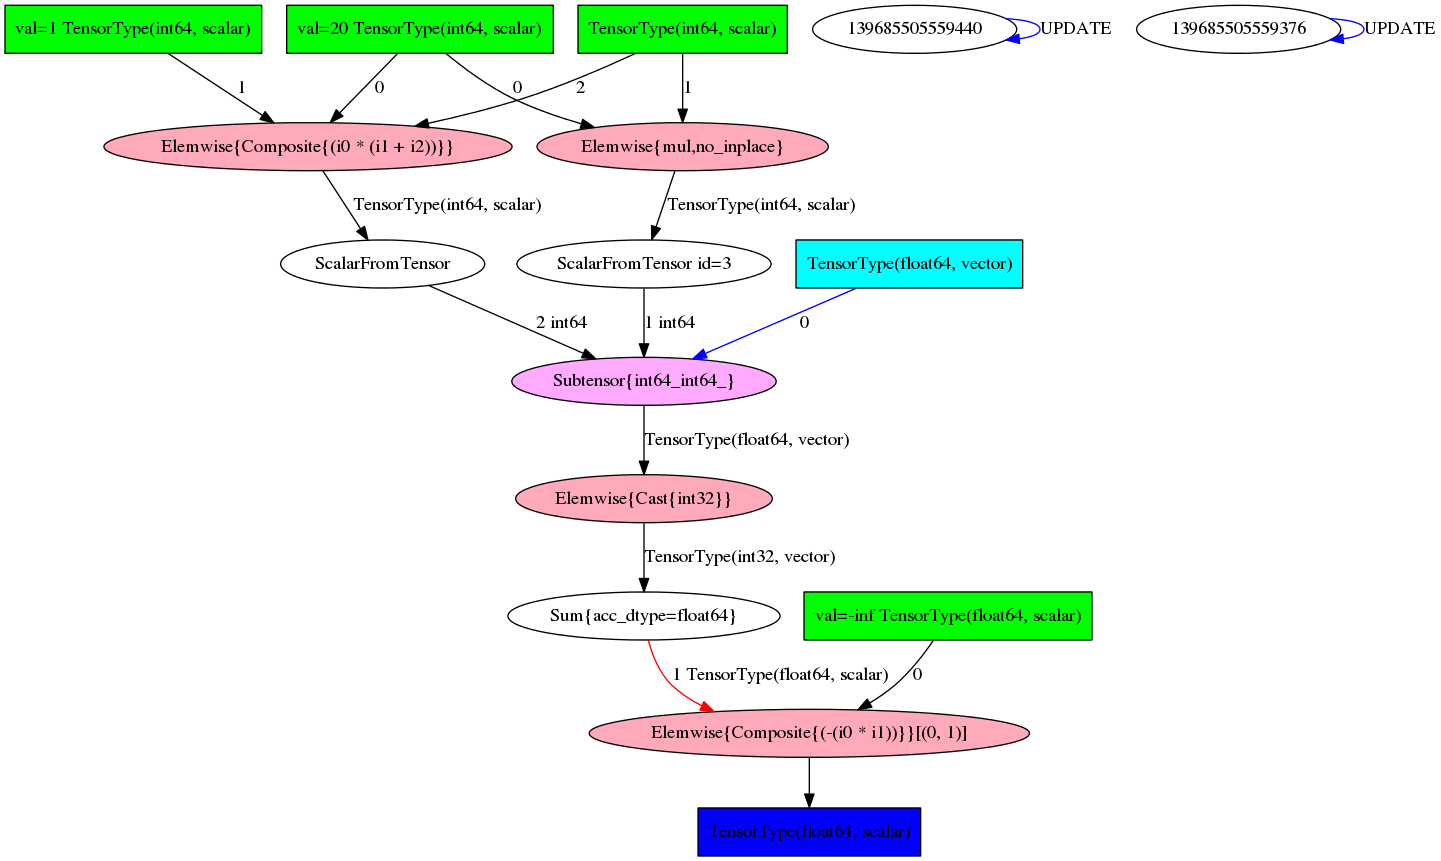 val=1 TensorType(int64, scalar)
val=20 TensorType(int64, scalar)
TensorType(int64, scalar)
139685505559440
UPDATE
139685505559376
UPDATE
1
0
0
2
1
Elemwise{Composite{(i0 * (i1 + i2))}}
Elemwise{mul,no_inplace}
TensorType(int64, scalar)
TensorType(int64, scalar)
ScalarFromTensor
ScalarFromTensor id=3
TensorType(float64, vector)
2 int64
1 int64
0
Subtensor{int64_int64_}
TensorType(float64, vector)
Elemwise{Cast{int32}}
TensorType(int32, vector)
Sum{acc_dtype=float64}
val=-inf TensorType(float64, scalar)
1 TensorType(float64, scalar)
0
Elemwise{Composite{(-(i0 * i1))}}[(0, 1)]
TensorType(float64, scalar)